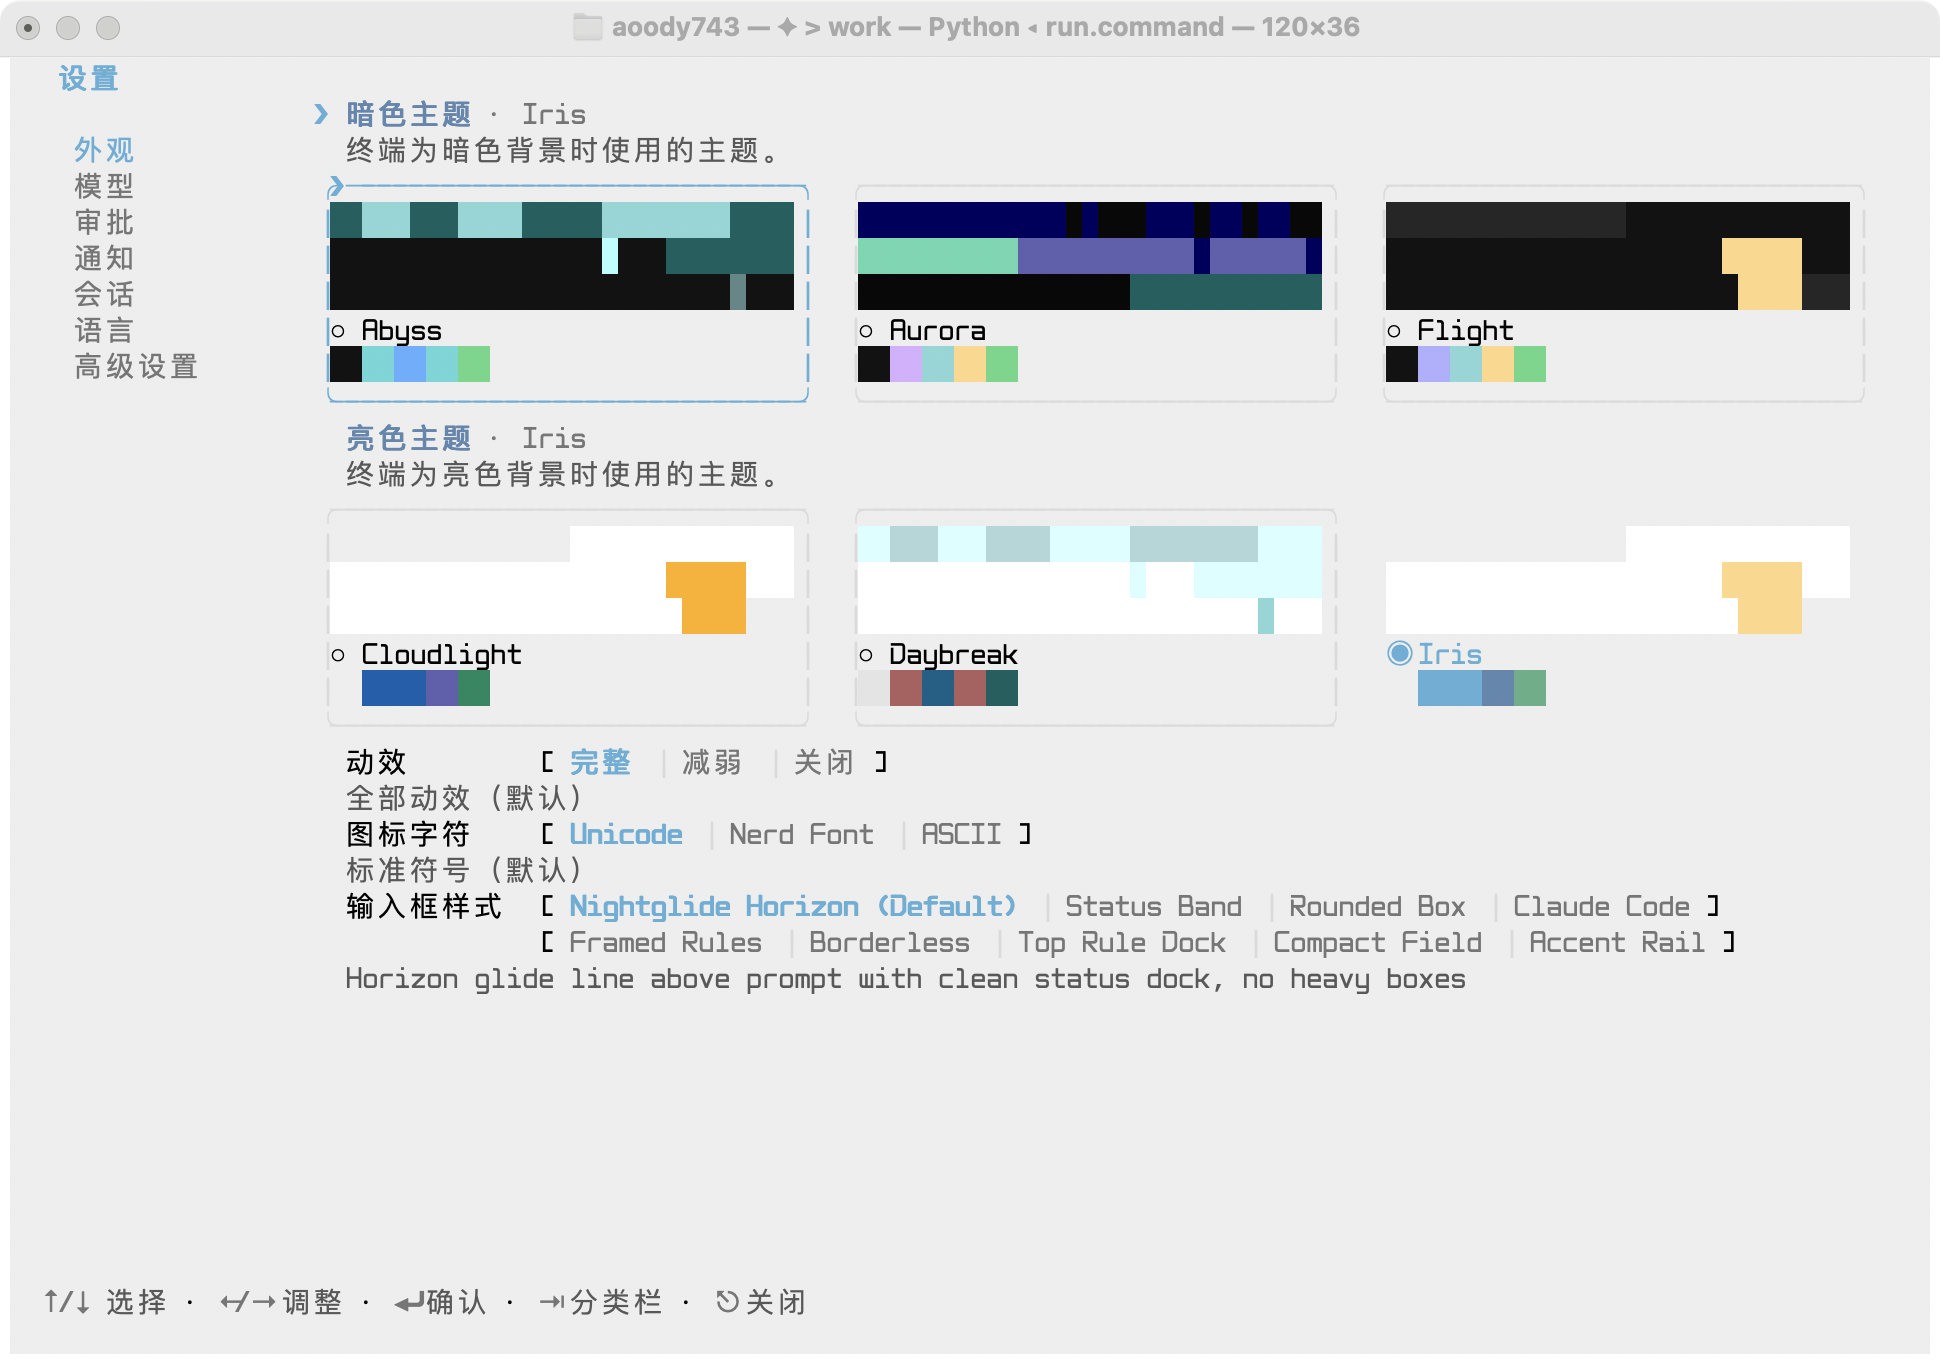 aoody743 — ✦ > work — Python ◂ run.command — 120×36
设置
❯ 暗色主题 · Iris
终端为暗色背景时使用的主题。
外观
模型
审批
通知
会话
语言
高级设置
❯
○ Abyss
○ Aurora
○ Flight
亮色主题 · Iris
终端为亮色背景时使用的主题。
○ Cloudlight
○ Daybreak
◉ Iris
动效 [ 完整 | 减弱 | 关闭 ]
全部动效（默认）
图标字符 [ Unicode | Nerd Font | ASCII ]
标准符号（默认）
输入框样式 [ Nightglide Horizon (Default) | Status Band | Rounded Box | Claude Code ]
[ Framed Rules | Borderless | Top Rule Dock | Compact Field | Accent Rail ]
Horizon glide line above prompt with clean status dock, no heavy boxes
↑/↓ 选择 · ←/→ 调整 · ↵ 确认 · ⇥ 分类栏 · ⎋ 关闭